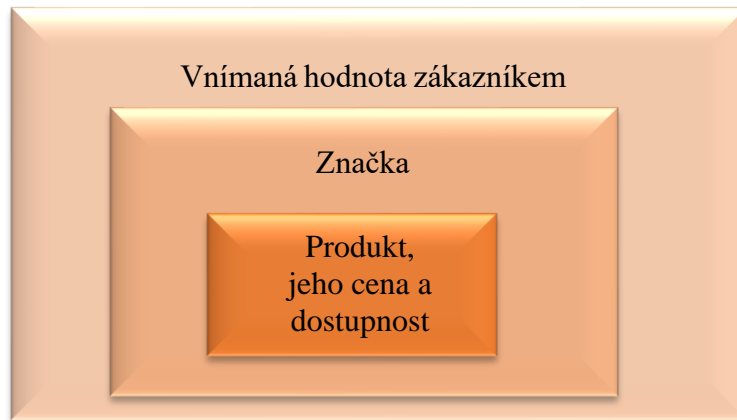 Vnímaná hodnota zákazníkem
Značka
Produkt,
jeho cena a
dostupnost